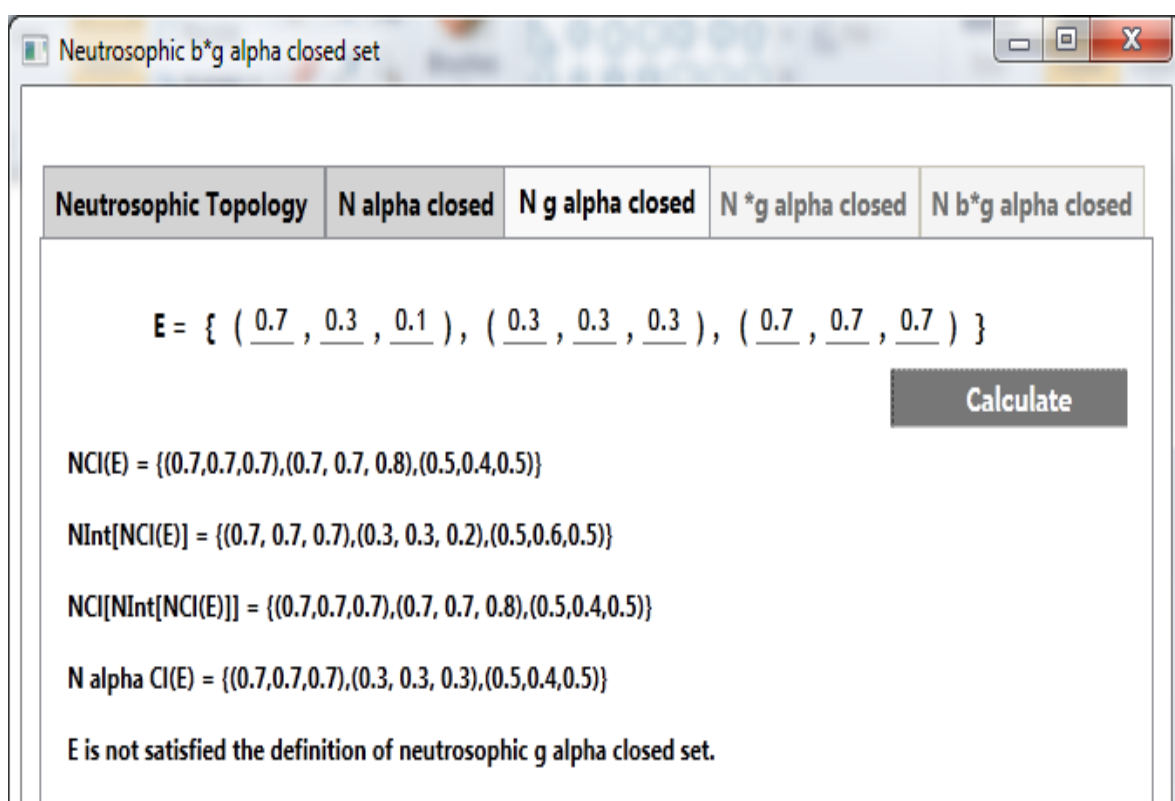 Neutrosophic b*g alpha closed set
Neutrosophic Topology N alpha closed N g alpha closed N *g alpha closed N b*g alpha closed
E = { ( 0.7 , 0.3 , 0.1 ), ( 0.3 , 0.3 , 0.3 ), ( 0.7 , 0.7 , 0.7 ) }
Calculate
NCl(E) = {(0.7,0.7,0.7),(0.7, 0.7, 0.8),(0.5,0.4,0.5)}
NInt[NCl(E)] = {(0.7, 0.7, 0.7),(0.3, 0.3, 0.2),(0.5,0.6,0.5)}
NCl[NInt[NCl(E)]] = {(0.7,0.7,0.7),(0.7, 0.7, 0.8),(0.5,0.4,0.5)}
N alpha Cl(E) = {(0.7,0.7,0.7),(0.3, 0.3, 0.3),(0.5,0.4,0.5)}
E is not satisfied the definition of neutrosophic g alpha closed set.